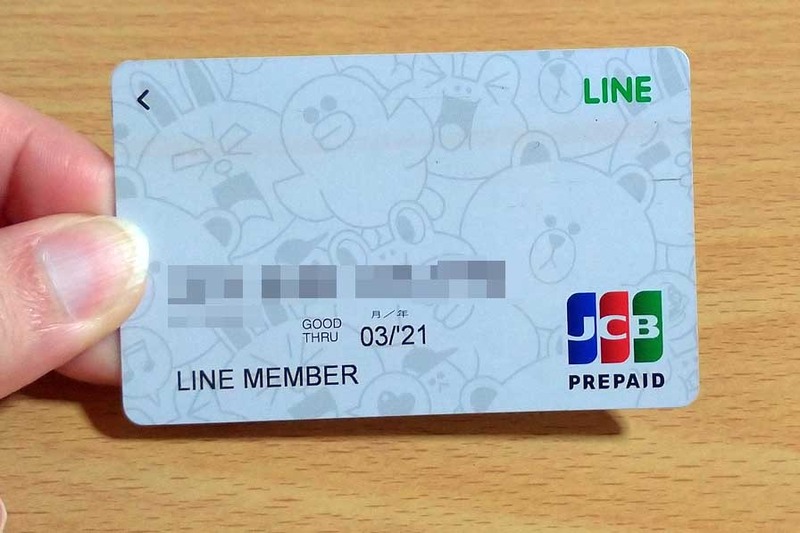 LINE
GOOD
THRU
月/年
03/'21
LINE MEMBER
JCB
PREPAID